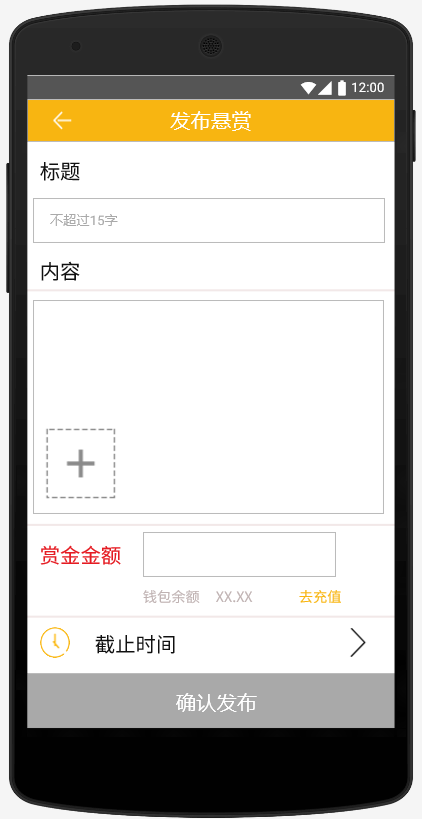 12:00
发布悬赏
标题
不超过15字
内容
赏金金额
钱包余额 XX.XX 去充值
截止时间
确认发布